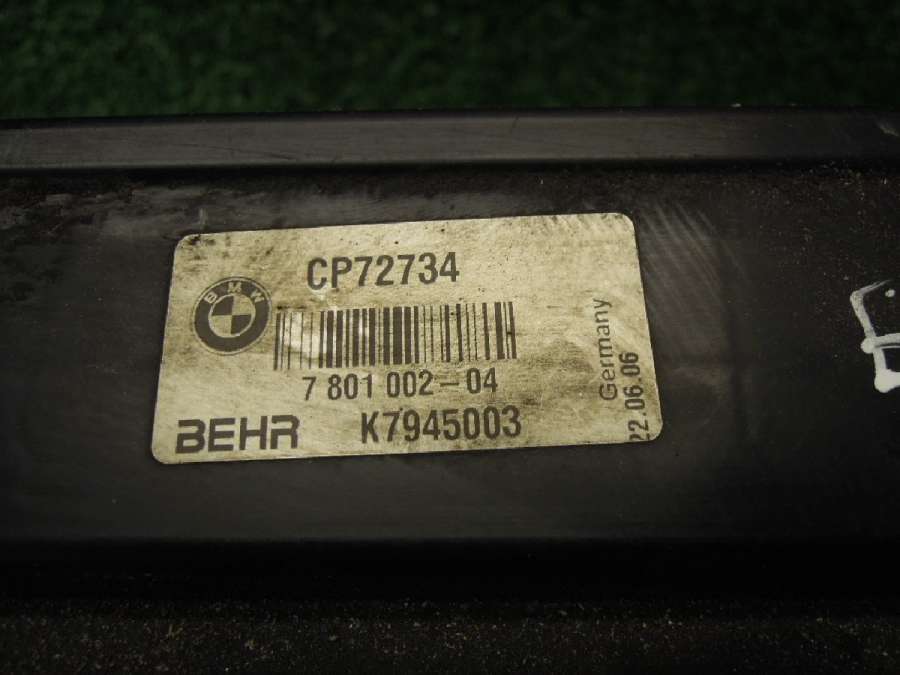 CP72734
BMW
7 801 002-04
BEHR K7945003
Germany
22.06.06